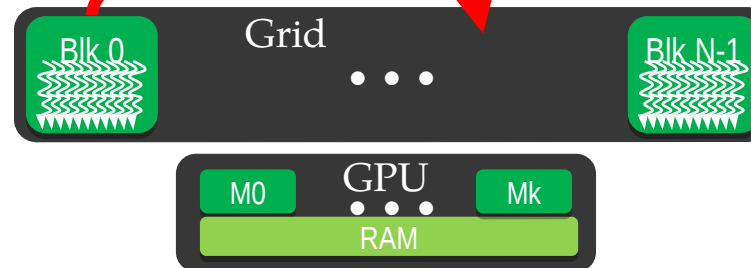 Grid
Blk 0
• • •
Blk N-1
GPU
M0
• • •
Mk
RAM